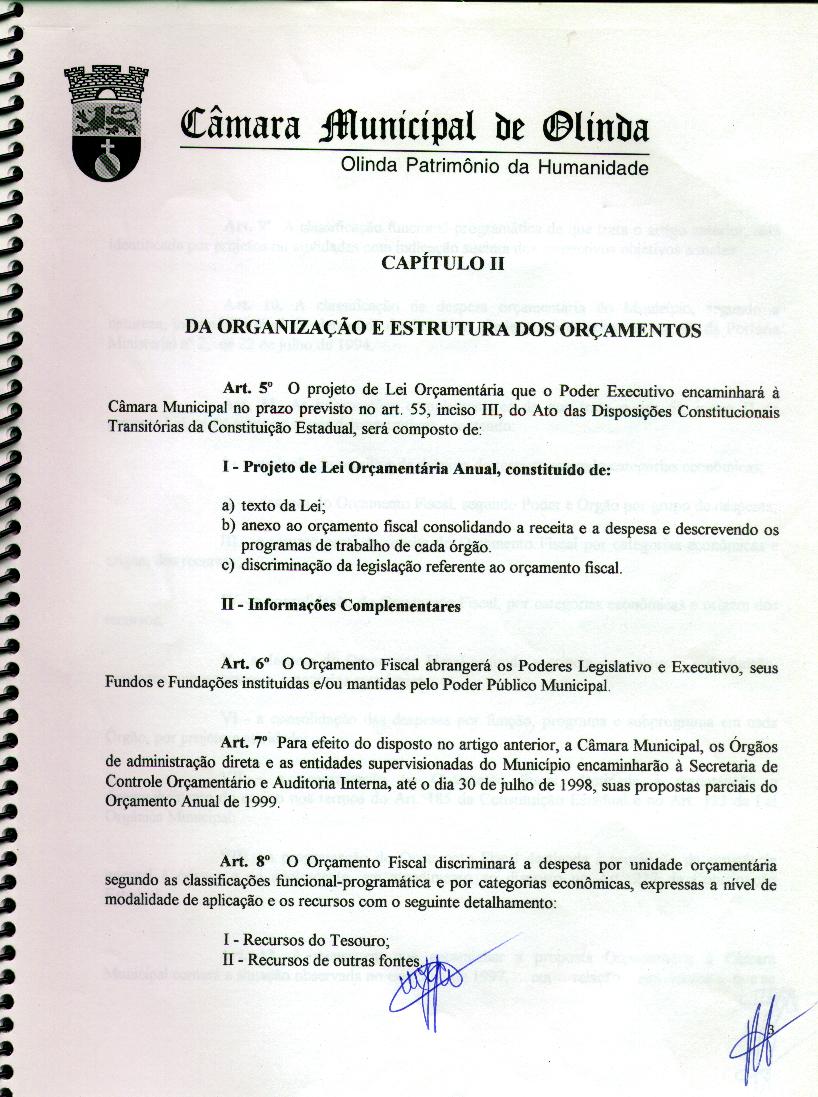 Câmara Municipal de Olinda
Olinda Patrimônio da Humanidade
CAPÍTULO II
DA ORGANIZAÇÃO E ESTRUTURA DOS ORÇAMENTOS
Art. 5º O projeto de Lei Orçamentária que o Poder Executivo encaminhará à
Câmara Municipal no prazo previsto no art. 55, inciso III, do Ato das Disposições Constitucionais
Transitórias da Constituição Estadual, será composto de:
I - Projeto de Lei Orçamentária Anual, constituído de:
a) texto da Lei;
b) anexo ao orçamento fiscal consolidando a receita e a despesa e descrevendo os
programas de trabalho de cada órgão.
c) discriminação da legislação referente ao orçamento fiscal.
II - Informações Complementares
Art. 6º O Orçamento Fiscal abrangerá os Poderes Legislativo e Executivo, seus
Fundos e Fundações instituídas e/ou mantidas pelo Poder Público Municipal.
Art. 7º Para efeito do disposto no artigo anterior, a Câmara Municipal, os Órgãos
de administração direta e as entidades supervisionadas do Município encaminharão à Secretaria de
Controle Orçamentário e Auditoria Interna, até o dia 30 de julho de 1998, suas propostas parciais do
Orçamento Anual de 1999.
Art. 8º O Orçamento Fiscal discriminará a despesa por unidade orçamentária
segundo as classificações funcional-programática e por categorias econômicas, expressas a nível de
modalidade de aplicação e os recursos com o seguinte detalhamento:
I - Recursos do Tesouro;
II - Recursos de outras fontes
3